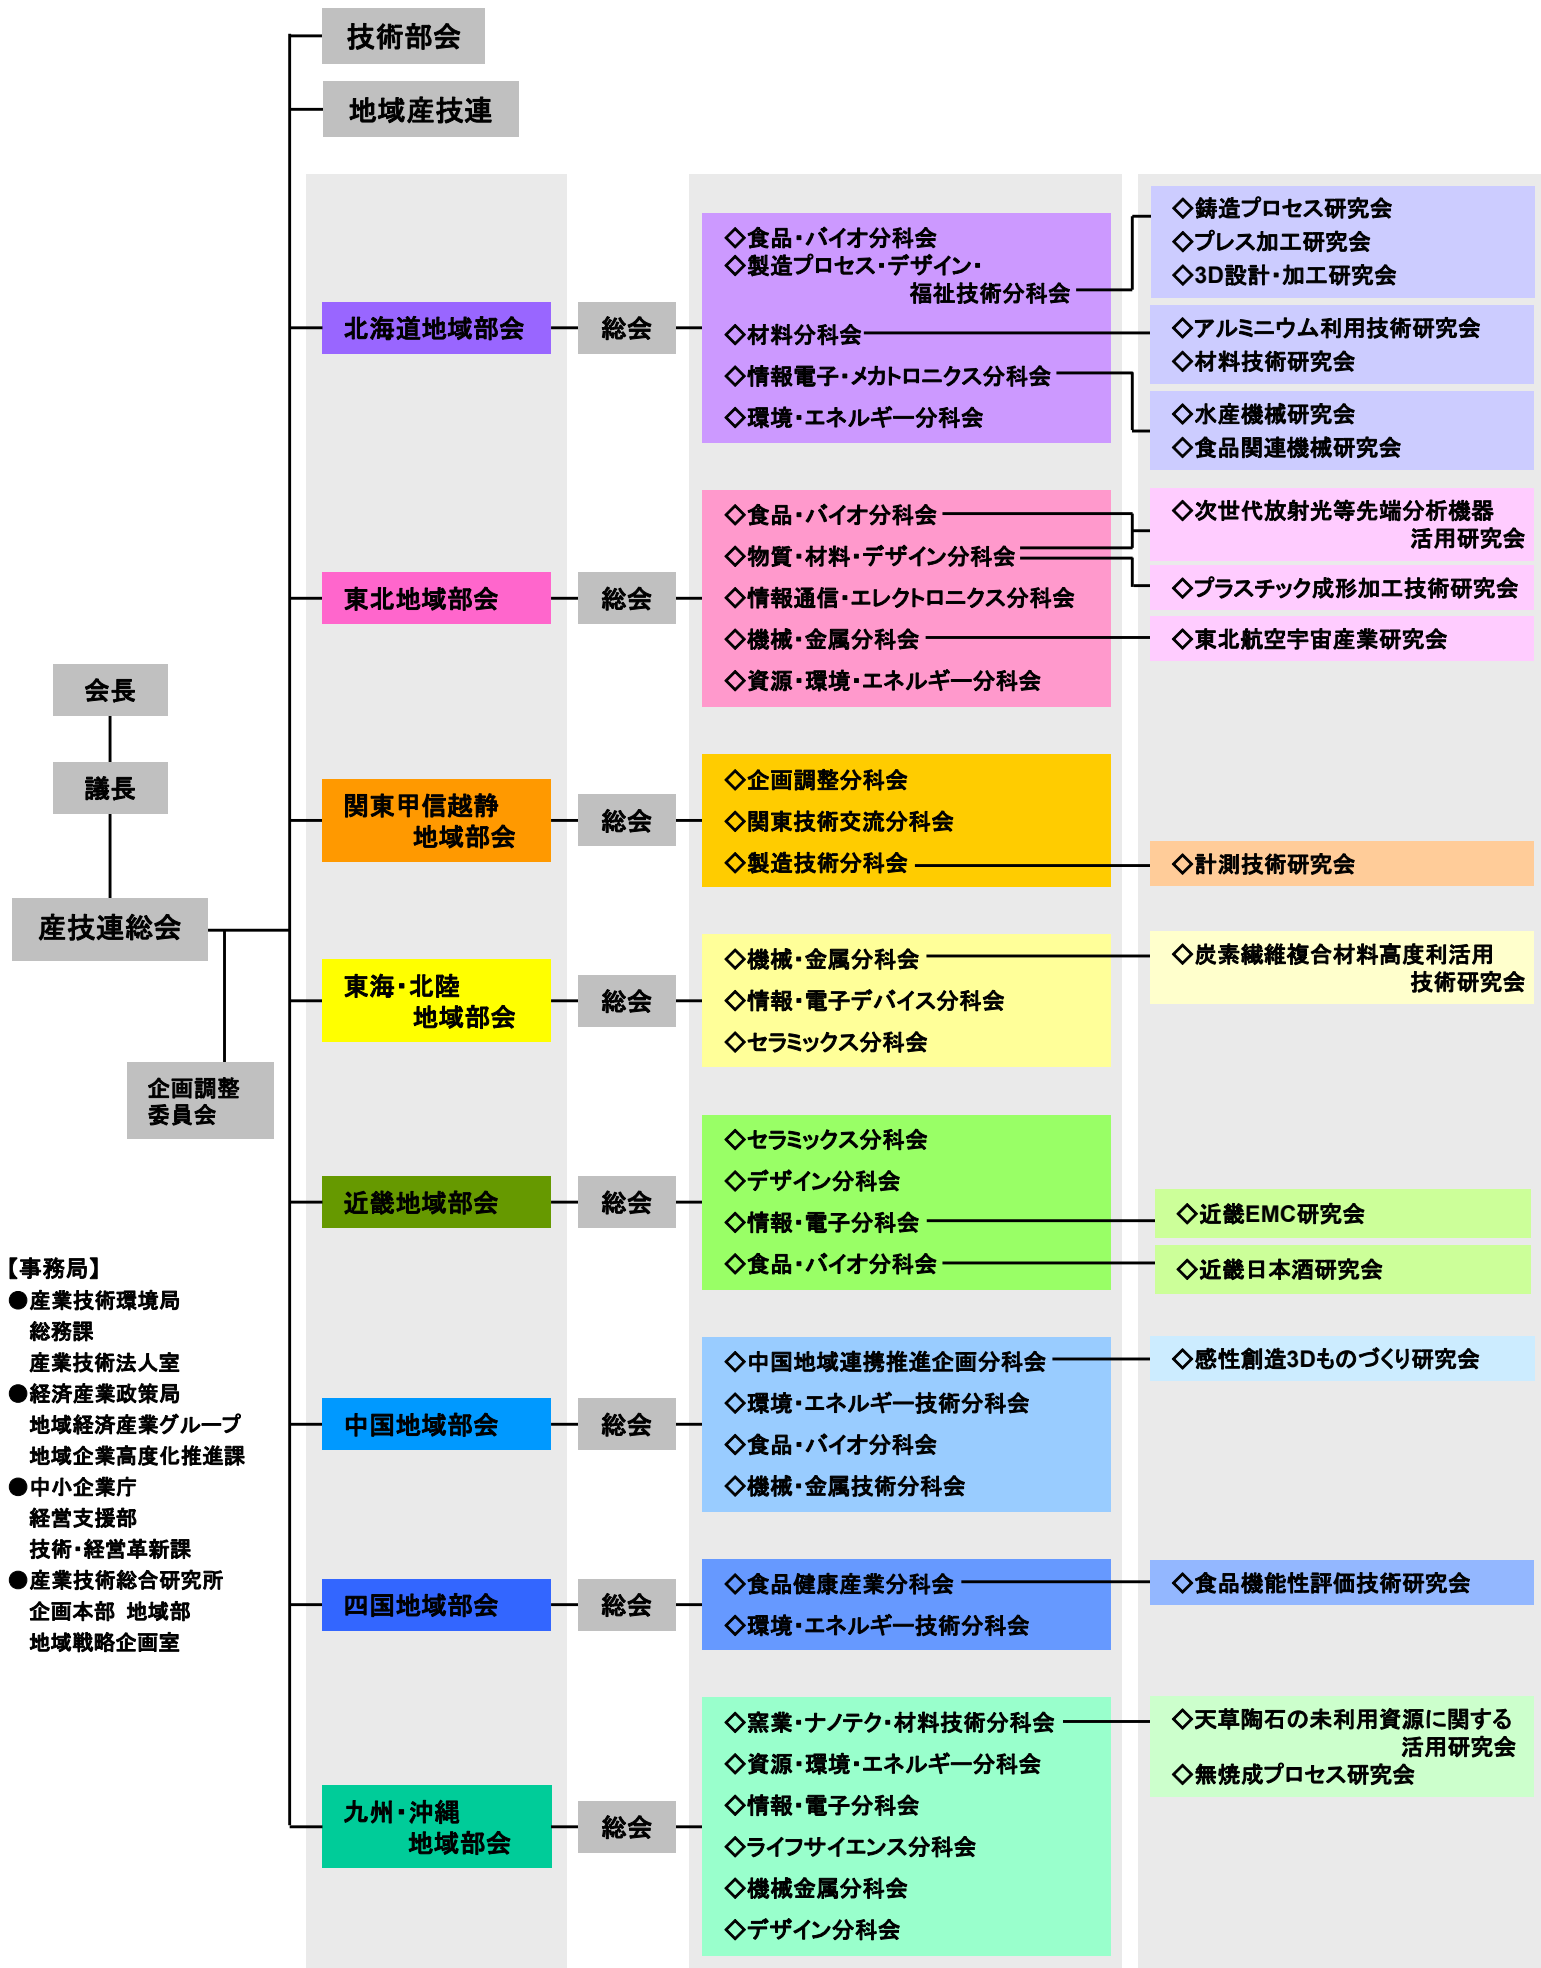 技術部会
地域産技連
会長
議長
産技連総会
企画調整
委員会
【事務局】
●産業技術環境局
総務課
産業技術法人室
●経済産業政策局
地域経済産業グループ
地域企業高度化推進課
●中小企業庁
経営支援部
技術・経営革新課
●産業技術総合研究所
企画本部 地域部
地域戦略企画室
北海道地域部会
総会
◇食品・バイオ分科会
◇製造プロセス・デザイン・
福祉技術分科会
◇材料分科会
◇情報電子・メカトロニクス分科会
◇環境・エネルギー分科会
◇鋳造プロセス研究会
◇プレス加工研究会
◇3D設計・加工研究会
◇アルミニウム利用技術研究会
◇材料技術研究会
◇水産機械研究会
◇食品関連機械研究会
東北地域部会
総会
◇食品・バイオ分科会
◇物質・材料・デザイン分科会
◇情報通信・エレクトロニクス分科会
◇機械・金属分科会
◇資源・環境・エネルギー分科会
◇次世代放射光等先端分析機器
活用研究会
◇プラスチック成形加工技術研究会
◇東北航空宇宙産業研究会
関東甲信越静
地域部会
総会
◇企画調整分科会
◇関東技術交流分科会
◇製造技術分科会
◇計測技術研究会
東海・北陸
地域部会
総会
◇機械・金属分科会
◇情報・電子デバイス分科会
◇セラミックス分科会
◇炭素繊維複合材料高度利活用
技術研究会
近畿地域部会
総会
◇セラミックス分科会
◇デザイン分科会
◇情報・電子分科会
◇食品・バイオ分科会
◇近畿EMC研究会
◇近畿日本酒研究会
中国地域部会
総会
◇中国地域連携推進企画分科会
◇環境・エネルギー技術分科会
◇食品・バイオ分科会
◇機械・金属技術分科会
◇感性創造3Dものづくり研究会
四国地域部会
総会
◇食品健康産業分科会
◇環境・エネルギー技術分科会
◇食品機能性評価技術研究会
九州・沖縄
地域部会
総会
◇窯業・ナノテク・材料技術分科会
◇資源・環境・エネルギー分科会
◇情報・電子分科会
◇ライフサイエンス分科会
◇機械金属分科会
◇デザイン分科会
◇天草陶石の未利用資源に関する
活用研究会
◇無焼成プロセス研究会